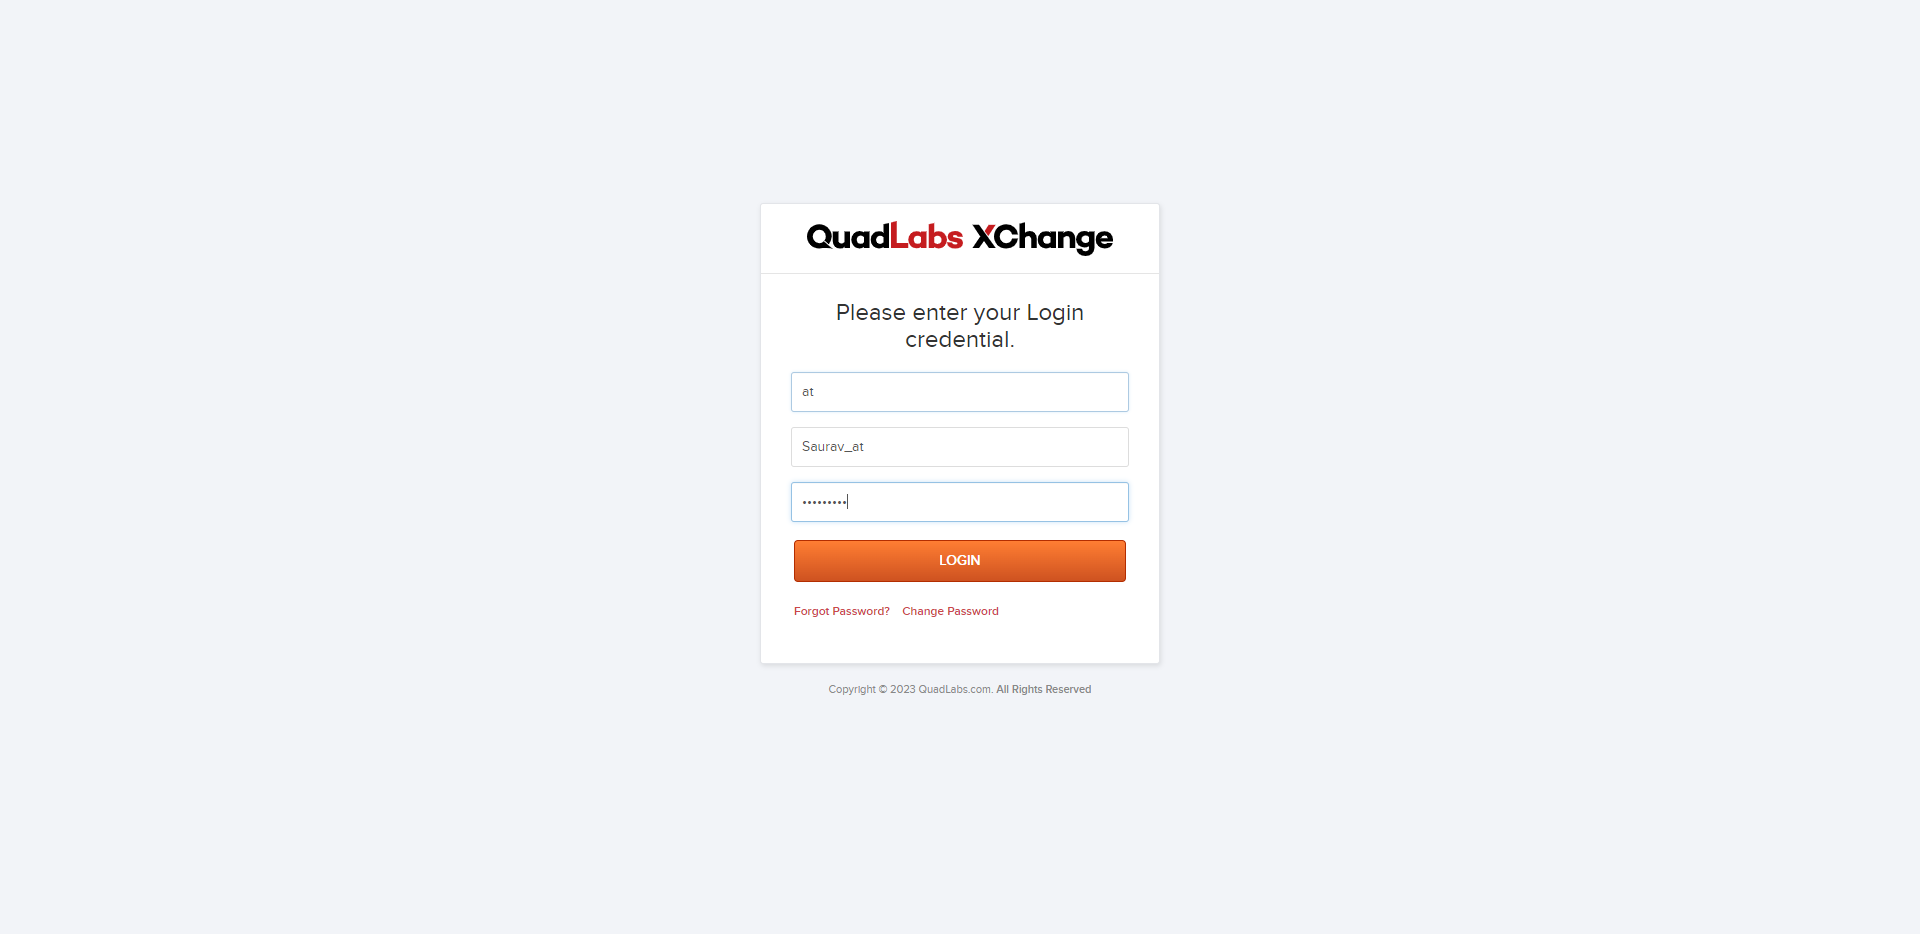 QuadLabs XChange
Please enter your Login
credential.
at
Saurav_at
•••••••••
LOGIN
Forgot Password? Change Password
Copyright © 2023 QuadLabs.com. All Rights Reserved